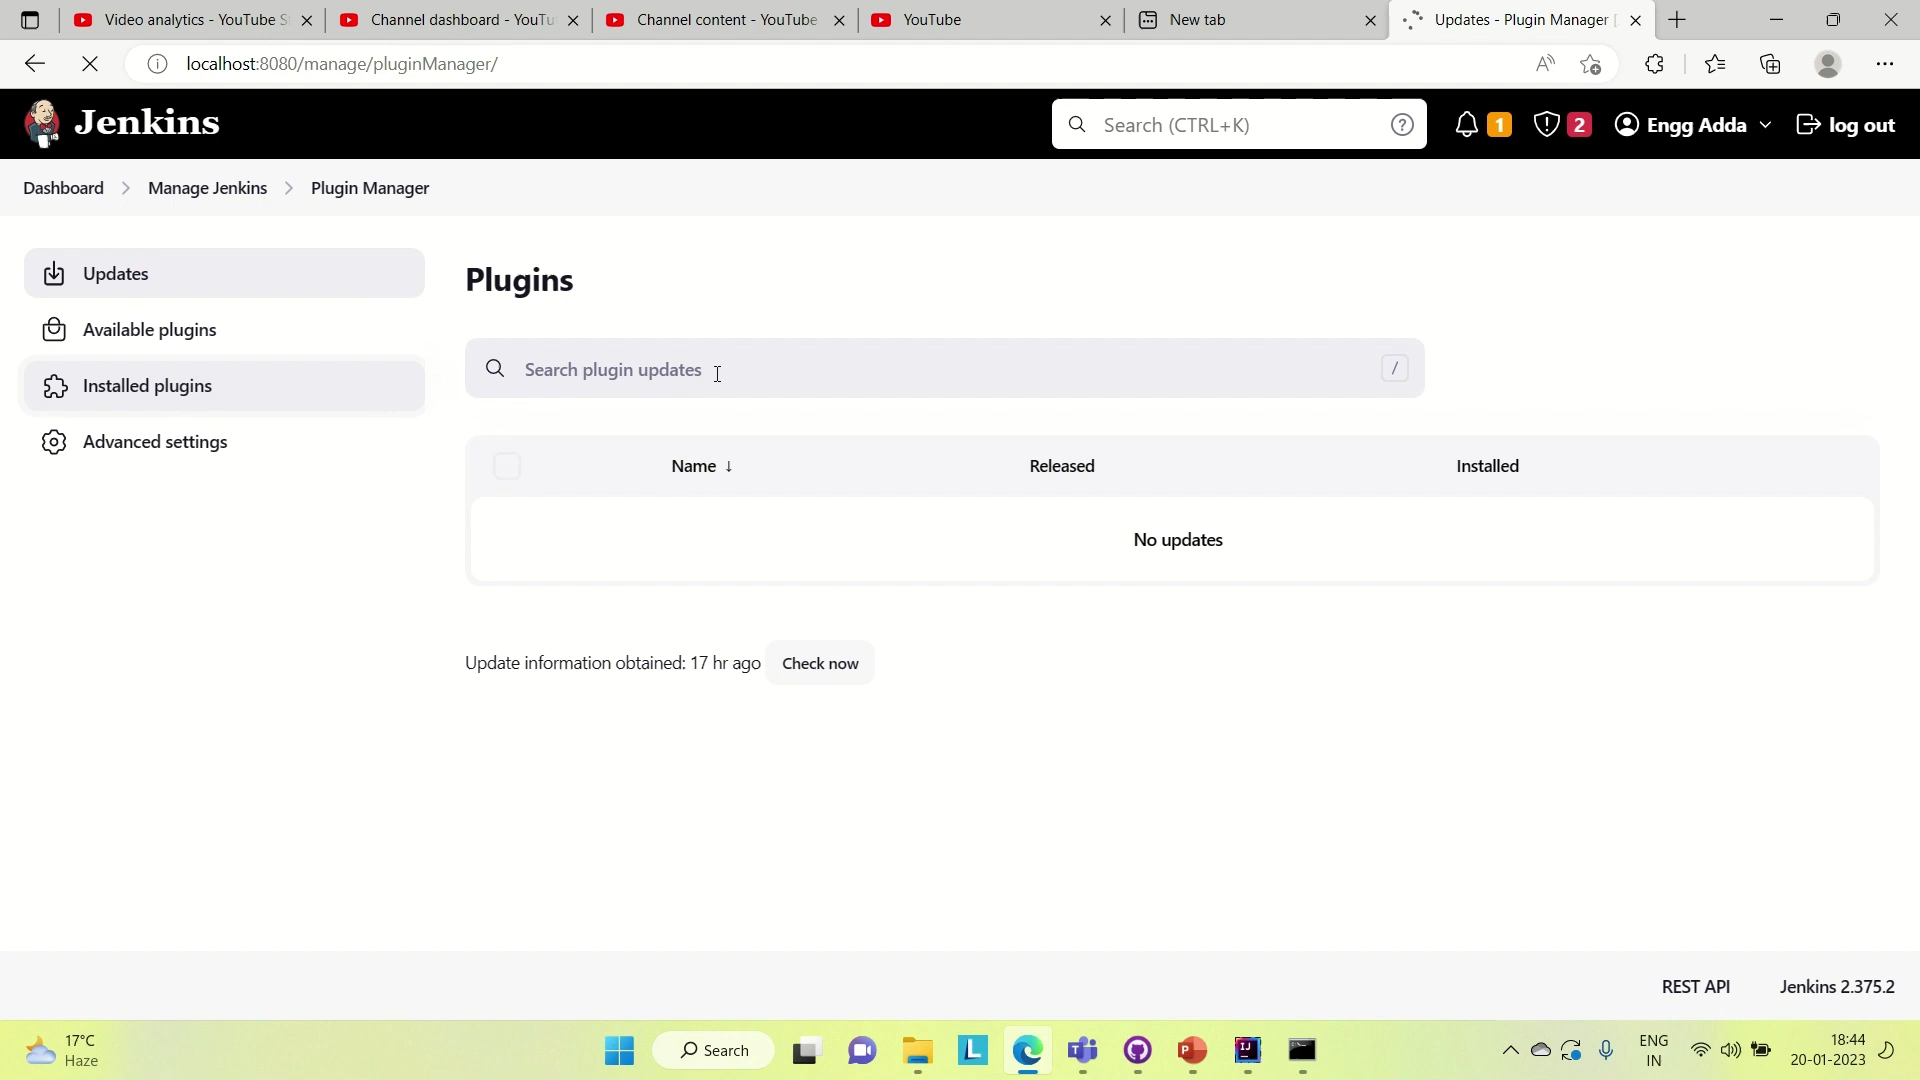 Video analytics - YouTube S
Channel dashboard - YouTu
Channel content - YouTube
YouTube
New tab
Updates - Plugin Manager [
localhost:8080/manage/pluginManager/
Jenkins
Search (CTRL+K)
1
2
Engg Adda
log out
Dashboard
Manage Jenkins
Plugin Manager
Updates
Available plugins
Installed plugins
Advanced settings
Plugins
Search plugin updates
/
Name ↓
Released
Installed
No updates
Update information obtained: 17 hr ago
Check now
REST API
Jenkins 2.375.2
17°C
Haze
Search
ENG
IN
18:44
20-01-2023